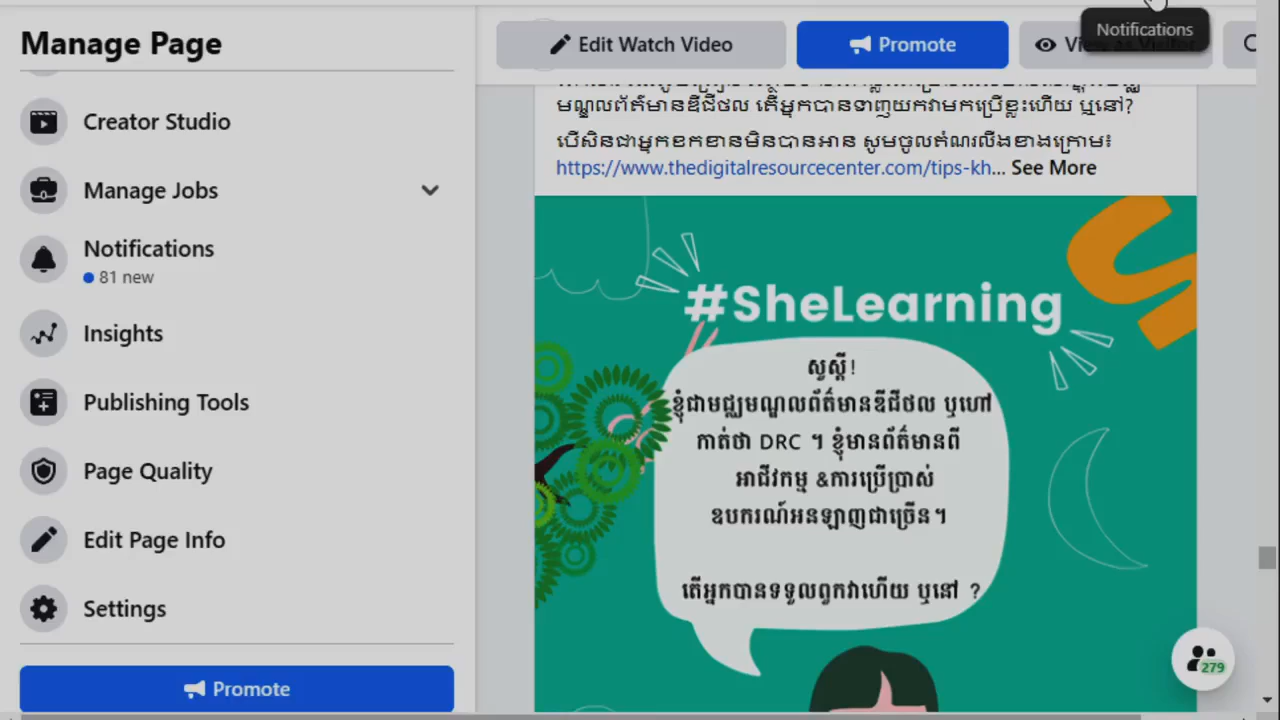 Manage Page
Creator Studio
Manage Jobs
Notifications
81 new
Insights
Publishing Tools
Page Quality
Edit Page Info
Settings
Promote
Edit Watch Video
Promote
Notifications
មណ្ឌលព័ត៌មានឌីជីថល តើអ្នកបានទាញយកវាមកប្រើខ្លះហើយ ឬនៅ?
បើសិនជាអ្នកខកខានមិនបានអាន សូមចូលតំណរលីងខាងក្រោម៖
https://www.thedigitalresourcecenter.com/tips-kh... See More
#SheLearning
សួស្តី!
ខ្ញុំជាមជ្ឈមណ្ឌលព័ត៌មានឌីជីថល ឬហៅ
កាត់ថា DRC ។ ខ្ញុំមានព័ត៌មានពី
អាជីវកម្ម &ការប្រើប្រាស់
ឧបករណ៍អនឡាញជាច្រើន។
តើអ្នកបានទទួលពួកវាហើយ ឬនៅ ?
279